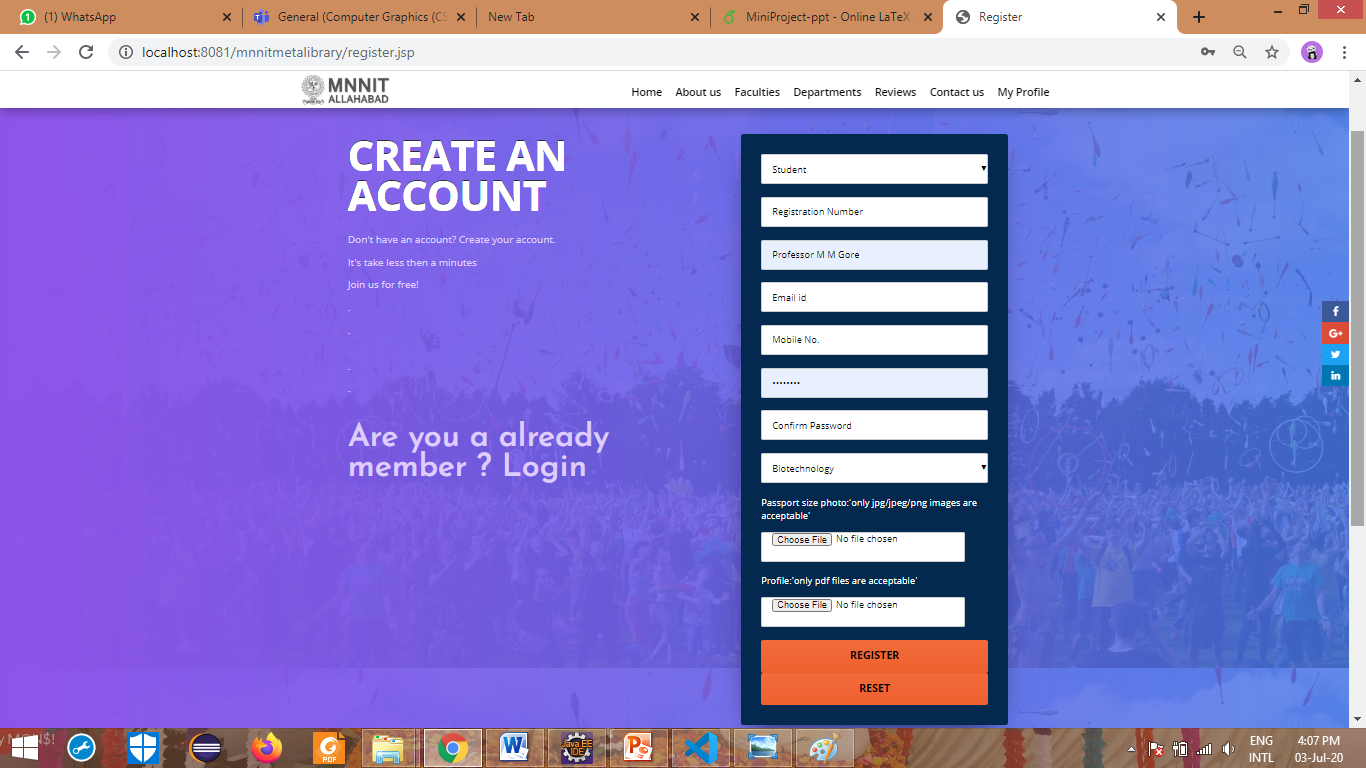 (1) WhatsApp
General (Computer Graphics (CS
New Tab
MiniProject-ppt - Online LaTeX
Register
localhost:8081/mnnitmetalibrary/register.jsp
MNNIT
ALLAHABAD
Home About us Faculties Departments Reviews Contact us My Profile
CREATE AN
ACCOUNT
Don't have an account? Create your account.
It's take less then a minutes
Join us for free!
.
.
.
.
Are you a already
member ? Login
Student
Registration Number
Professor M M Gore
Email id
Mobile No.
••••••••
Confirm Password
Biotechnology
Passport size photo:'only jpg/jpeg/png images are
acceptable'
Choose File No file chosen
Profile:'only pdf files are acceptable'
Choose File No file chosen
REGISTER
RESET
f
G+
in
PDF
Java EE
IDE
ENG
INTL
4:07 PM
03-Jul-20